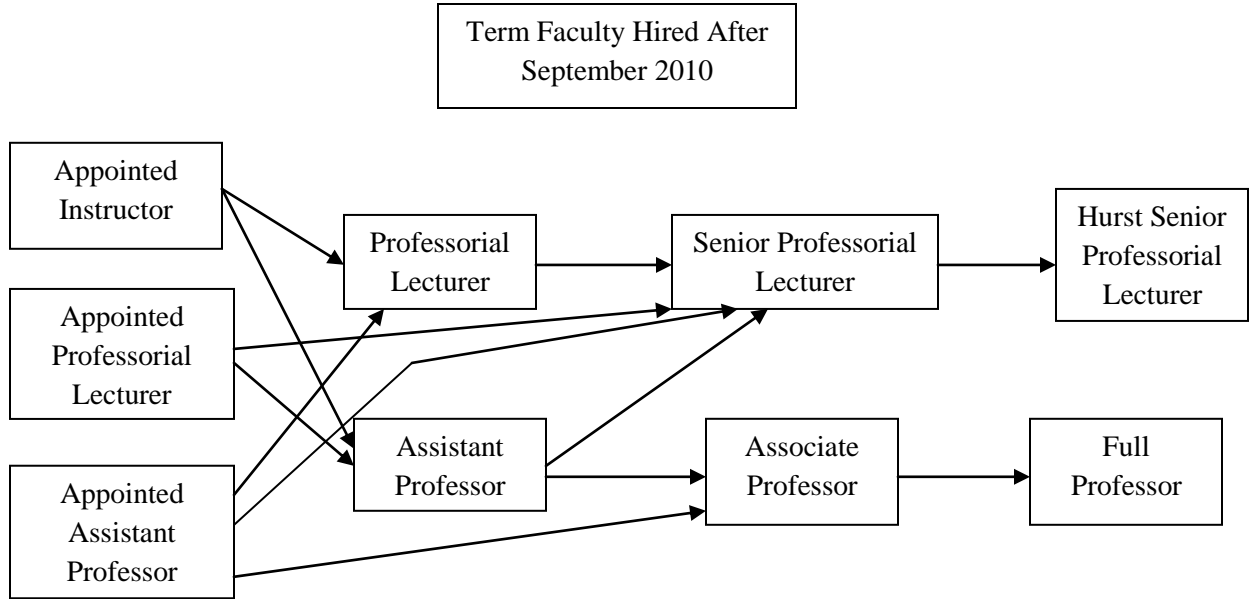 Term Faculty Hired After
September 2010
Appointed
Instructor
Professorial
Lecturer
Senior Professorial
Lecturer
Hurst Senior
Professorial
Lecturer
Appointed
Professorial
Lecturer
Assistant
Professor
Associate
Professor
Full
Professor
Appointed
Assistant
Professor